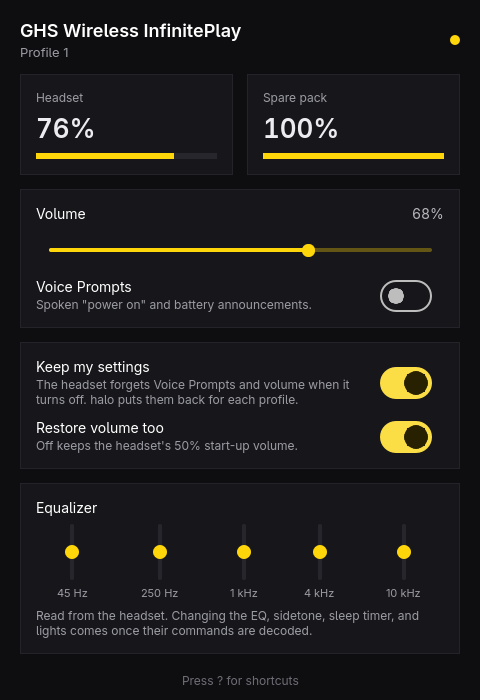 GHS Wireless InfinitePlay
Profile 1
Headset
76%
Spare pack
100%
Volume
68%
Voice Prompts
Spoken "power on" and battery announcements.
Keep my settings
The headset forgets Voice Prompts and volume when it
turns off. halo puts them back for each profile.
Restore volume too
Off keeps the headset's 50% start-up volume.
Equalizer
45 Hz
250 Hz
1 kHz
4 kHz
10 kHz
Read from the headset. Changing the EQ, sidetone, sleep timer, and
lights comes once their commands are decoded.
Press ? for shortcuts